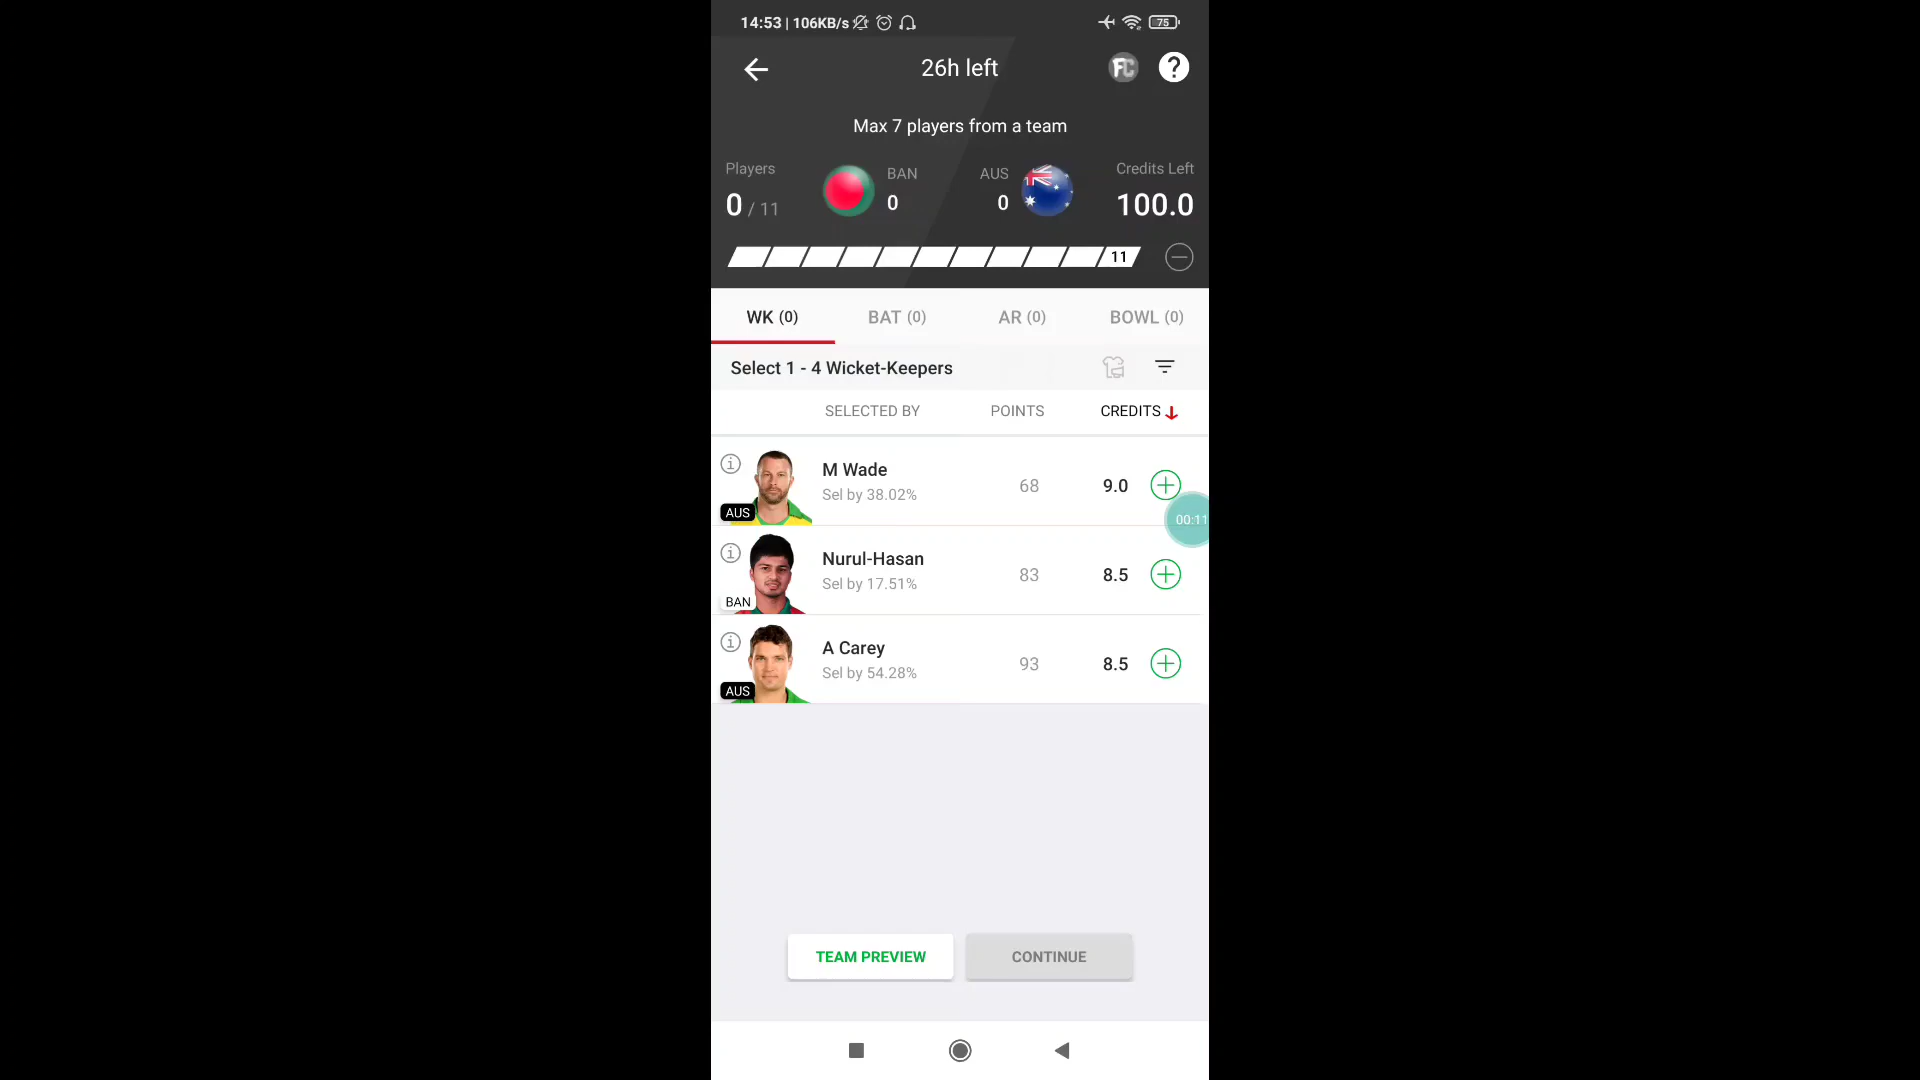 14:53 | 106KB/s
75
26h left
FC
?
Max 7 players from a team
Players
BAN
AUS
Credits Left
0 / 11
0
0
100.0
11
WK (0)
BAT (0)
AR (0)
BOWL (0)
Select 1 - 4 Wicket-Keepers
SELECTED BY
POINTS
CREDITS
M Wade
Sel by 38.02%
68
9.0
AUS
00:11
Nurul-Hasan
Sel by 17.51%
83
8.5
BAN
A Carey
Sel by 54.28%
93
8.5
AUS
TEAM PREVIEW
CONTINUE